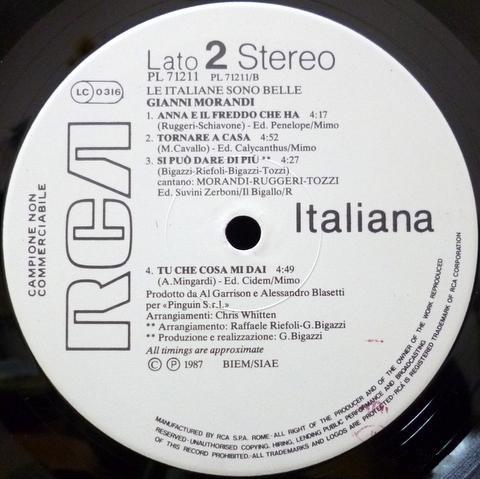 Lato 2 Stereo
PL 71211 PL 71211/B
LE ITALIANE SONO BELLE
GIANNI MORANDI
LC 0316
RCA
CAMPIONE NON
COMMERCIABILE
1. ANNA E IL FREDDO CHE HA 4:17
(Ruggeri-Schiavone) - Ed. Penelope/Mimo
2. TORNARE A CASA 4:52
(M.Cavallo) - Ed. Calycanthus/Mimo
3. SI PUÒ DARE DI PIÙ ** 4:27
(Bigazzi-Riefoli-Bigazzi-Tozzi)
cantano: MORANDI-RUGGERI-TOZZI
Ed. Suvini Zerboni/Il Bigallo/R
Italiana
4. TU CHE COSA MI DAI 4:49
(A.Mingardi) - Ed. Cidem/Mimo
Prodotto da Al Garrison e Alessandro Blasetti
per «Pinguin S.r.l.»
Arrangiamenti: Chris Whitten
** Arrangiamento: Raffaele Riefoli-G.Bigazzi
** Produzione e realizzazione: G.Bigazzi
All timings are approximate
© ℗ 1987 BIEM/SIAE
MANUFACTURED BY RCA S.P.A. ROME - ALL RIGHT OF THE PRODUCER AND OF THE OWNER OF THE WORK REPRODUCED
RESERVED - UNAUTHORISED COPYING, HIRING, LENDING PUBLIC PERFORMANCE AND BROADCASTING
OF THIS RECORD PROHIBITED - ALL TRADEMARKS AND LOGOS ARE PROTECTED - RCA IS REGISTERED TRADEMARK OF RCA CORPORATION